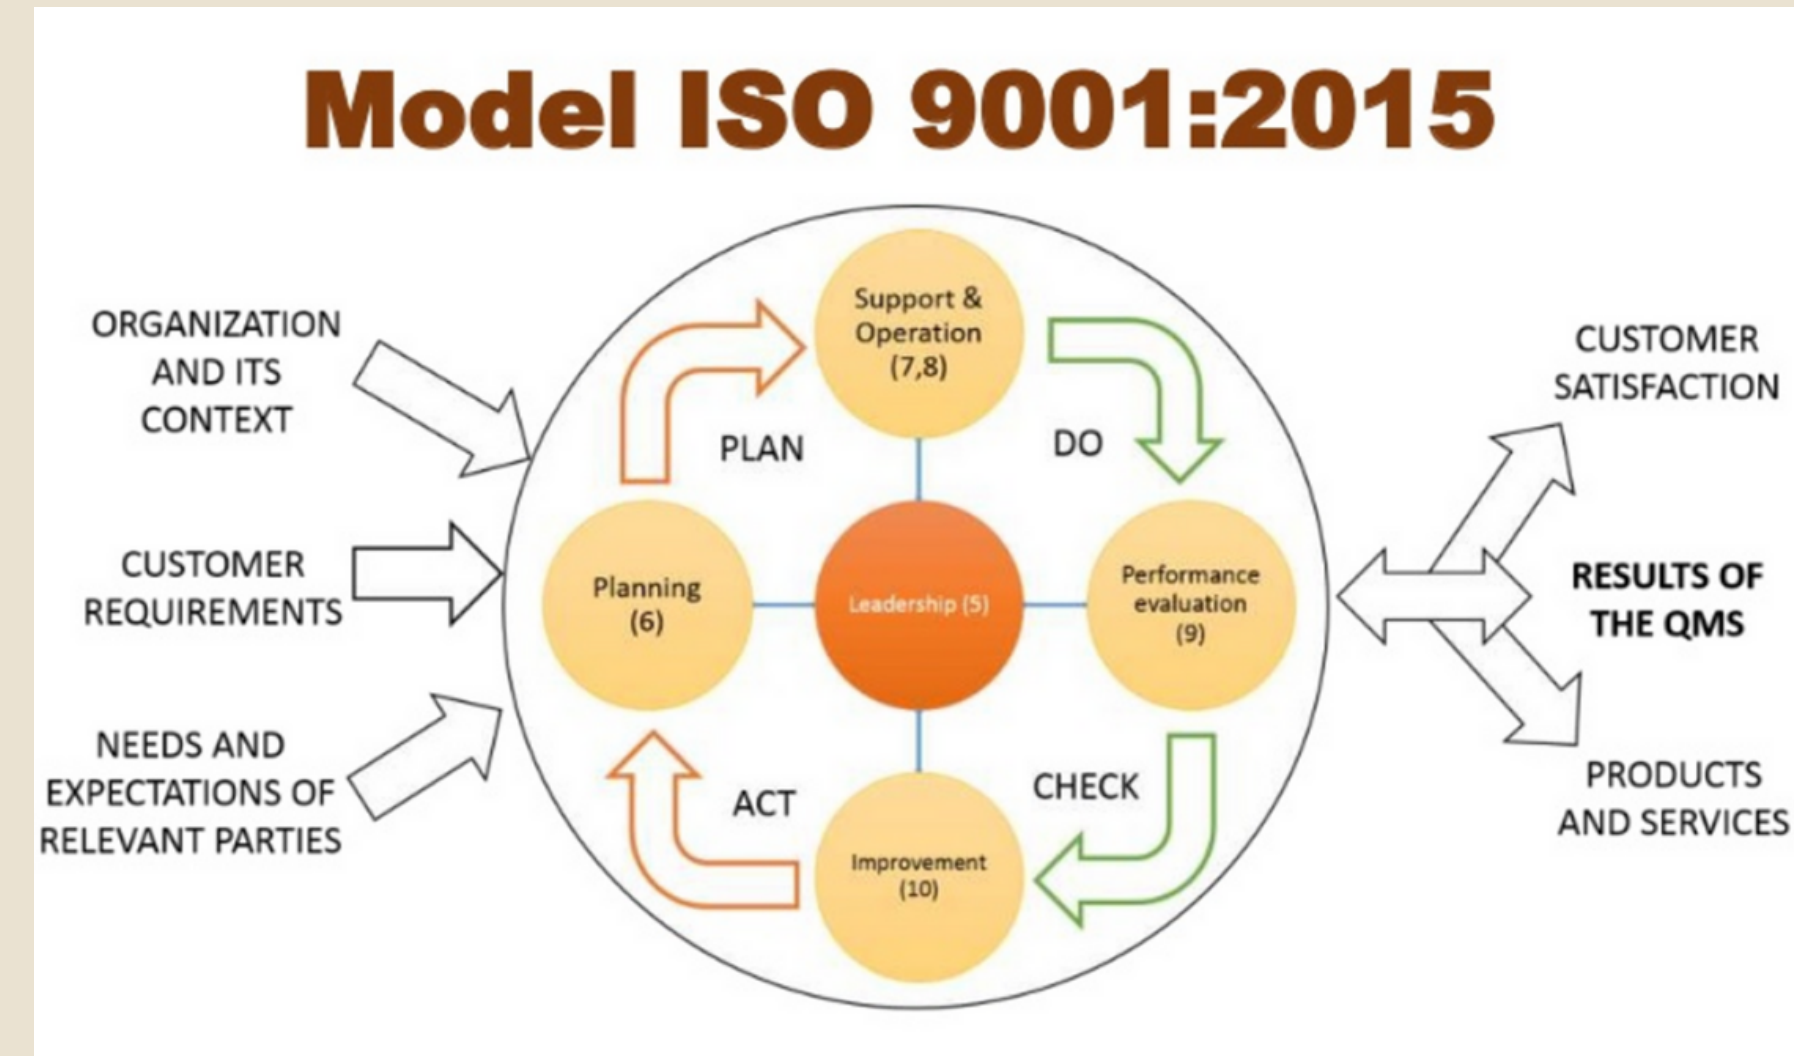 Model ISO 9001:2015
ORGANIZATION
AND ITS
CONTEXT
CUSTOMER
REQUIREMENTS
NEEDS AND
EXPECTATIONS OF
RELEVANT PARTIES
Support &
Operation
(7,8)
PLAN
DO
Planning
(6)
Leadership (5)
Performance
evaluation
(9)
ACT
CHECK
Improvement
(10)
CUSTOMER
SATISFACTION
RESULTS OF
THE QMS
PRODUCTS
AND SERVICES